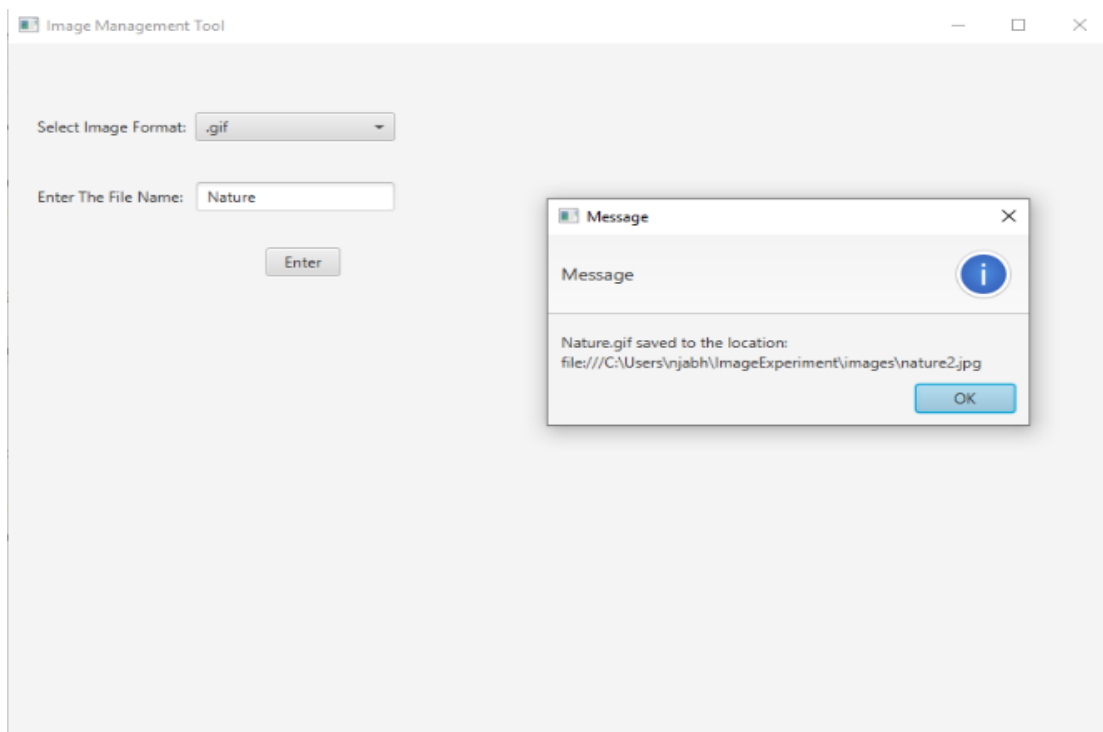 Image Management Tool
Select Image Format: .gif
Enter The File Name: Nature
Enter
Message
Message
Nature.gif saved to the location:
file:///C:\Users\njabh\ImageExperiment\images\nature2.jpg
OK